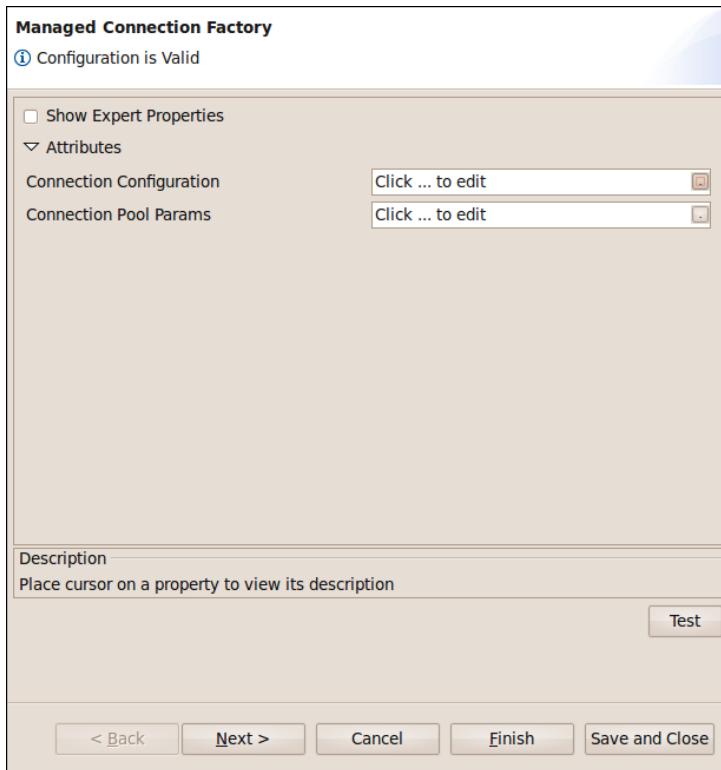 Managed Connection Factory
Configuration is Valid
Show Expert Properties
Attributes
Connection Configuration Click ... to edit
Connection Pool Params Click ... to edit
Description
Place cursor on a property to view its description
Test
< Back Next > Cancel Finish Save and Close